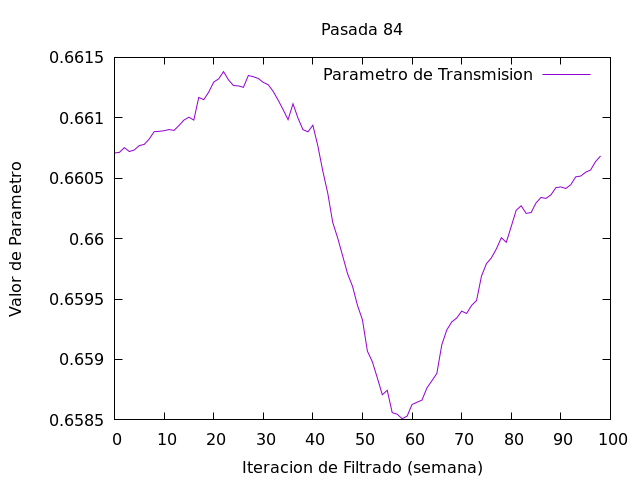 Pasada 84
Parametro de Transmision
0.6615
0.661
0.6605
0.66
0.6595
0.659
0.6585
Valor de Parametro
0 10 20 30 40 50 60 70 80 90 100
Iteracion de Filtrado (semana)